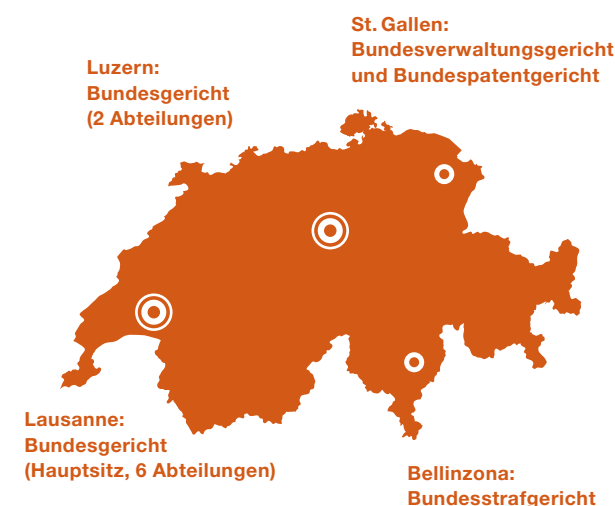 St. Gallen:
Bundesverwaltungsgericht
und Bundespatentgericht
Luzern:
Bundesgericht
(2 Abteilungen)
Lausanne:
Bundesgericht
(Hauptsitz, 6 Abteilungen)
Bellinzona:
Bundesstrafgericht